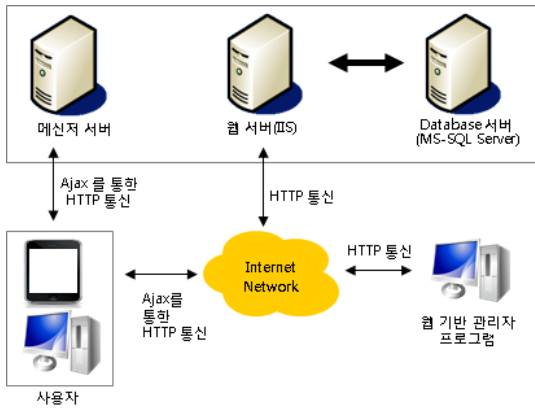 메신저 서버
웹 서버(IIS)
Database 서버
(MS-SQL Server)
Ajax 를 통한
HTTP 통신
HTTP 통신
Internet
Network
HTTP 통신
Ajax를
통한
HTTP 통신
웹 기반 관리자
프로그램
사용자